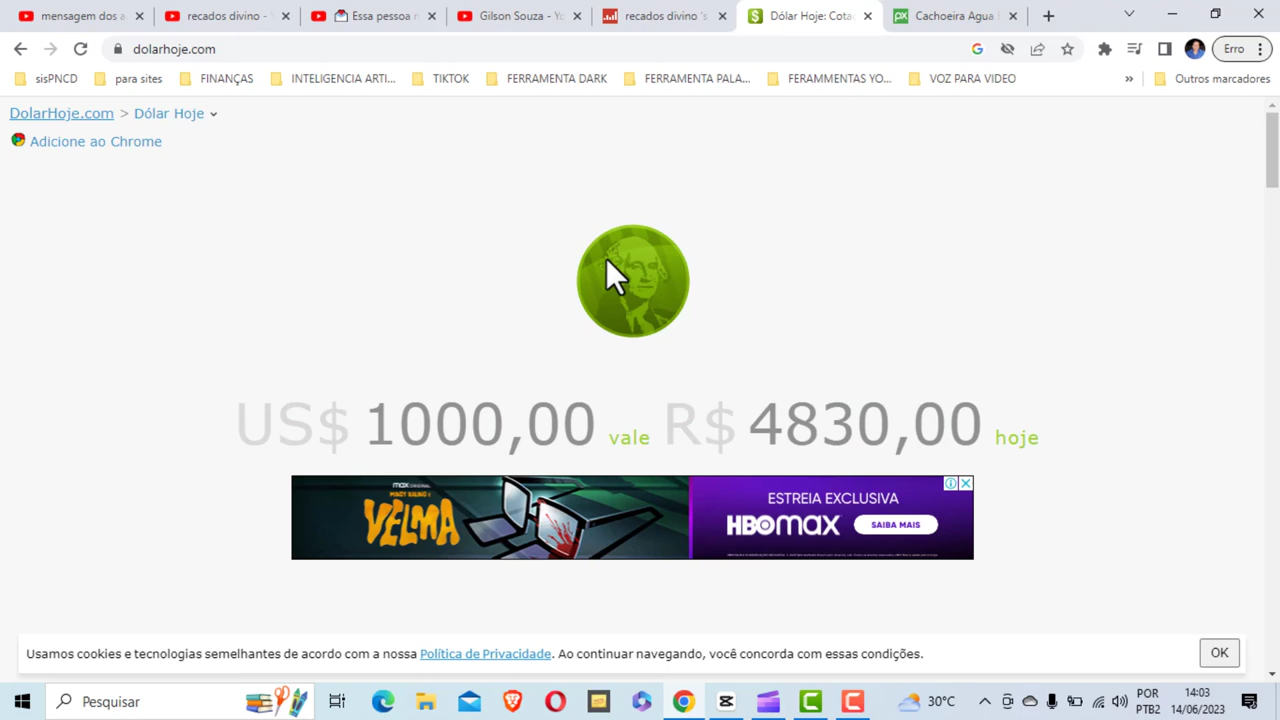 mensagem dos a
recados divino - Y
Essa pessoa n
Gilson Souza - Yo
recados divino 's
Dólar Hoje: Cota
Cachoeira Agua
dolarhoje.com
Erro
sisPNCD
para sites
FINANÇAS
INTELIGENCIA ARTI...
TIKTOK
FERRAMENTA DARK
FERRAMENTA PALA...
FERAMMENTAS YO...
VOZ PARA VIDEO
»
Outros marcadores
DolarHoje.com > Dólar Hoje
Adicione ao Chrome
US$ 1000,00 vale R$ 4830,00 hoje
max ORIGINAL
VELMA
ESTREIA EXCLUSIVA
HBOmax SAIBA MAIS
Usamos cookies e tecnologias semelhantes de acordo com a nossa Política de Privacidade. Ao continuar navegando, você concorda com essas condições.
OK
Pesquisar
30°C
POR
PTB2
14:03
14/06/2023